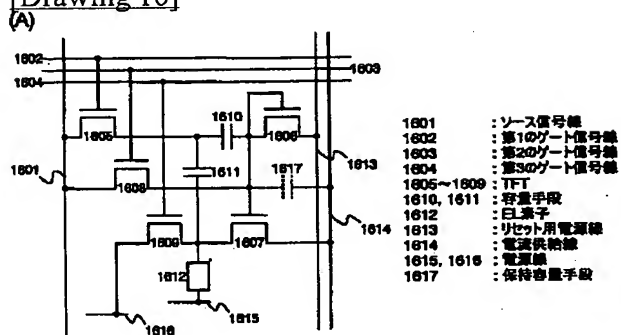 [Drawing 16]
(A)
1602
1603
1604
1610
1605
1606
1611
1613
1617
1601
1608
1614
1609
1607
1612
1615
1616
1601 : ソース信号線
1602 : 第1のゲート信号線
1603 : 第2のゲート信号線
1604 : 第3のゲート信号線
1605~1609 : TFT
1610, 1611 : 容量手段
1612 : EL素子
1613 : リセット用電源線
1614 : 電流供給線
1615, 1616 : 電源線
1617 : 保持容量手段